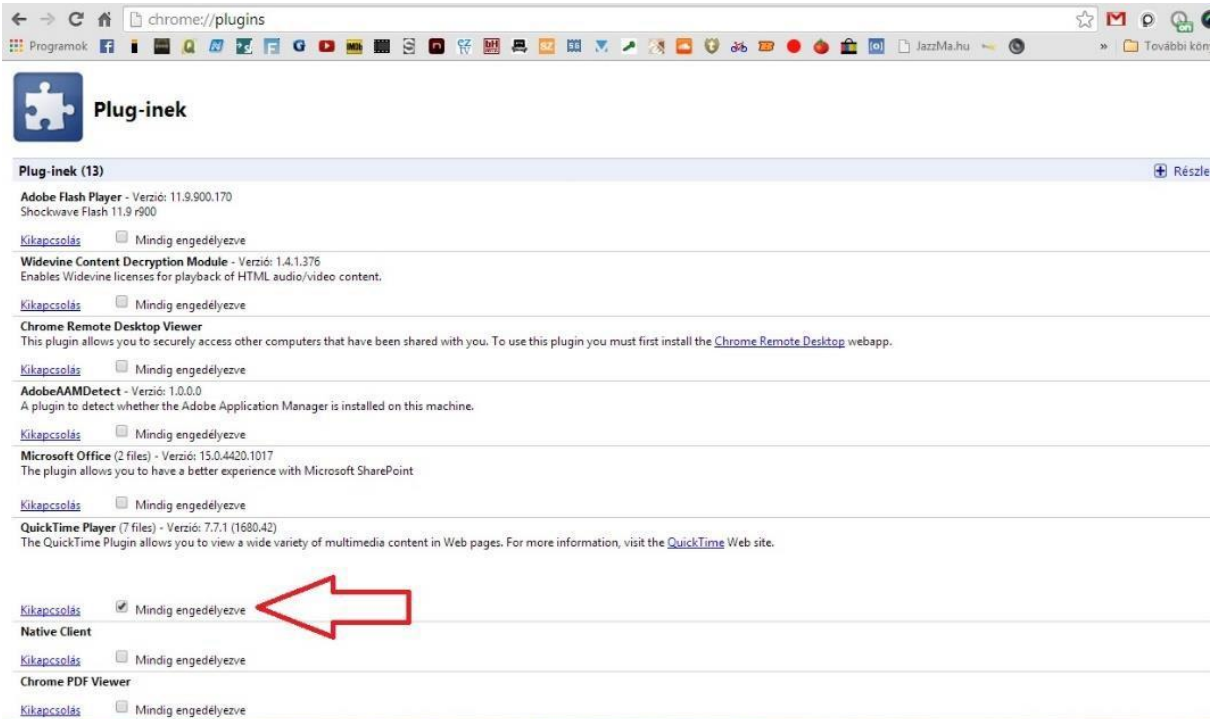 chrome://plugins
Programok
JazzMa.hu
»
További kön
Plug-inek
Plug-inek (13)
Részle
Adobe Flash Player - Verzió: 11.9.900.170
Shockwave Flash 11.9 r900
Kikapcsolás Mindig engedélyezve
Widevine Content Decryption Module - Verzió: 1.4.1.376
Enables Widevine licenses for playback of HTML audio/video content.
Kikapcsolás Mindig engedélyezve
Chrome Remote Desktop Viewer
This plugin allows you to securely access other computers that have been shared with you. To use this plugin you must first install the Chrome Remote Desktop webapp.
Kikapcsolás Mindig engedélyezve
AdobeAAMDetect - Verzió: 1.0.0.0
A plugin to detect whether the Adobe Application Manager is installed on this machine.
Kikapcsolás Mindig engedélyezve
Microsoft Office (2 files) - Verzió: 15.0.4420.1017
The plugin allows you to have a better experience with Microsoft SharePoint
Kikapcsolás Mindig engedélyezve
QuickTime Player (7 files) - Verzió: 7.7.1 (1680.42)
The QuickTime Plugin allows you to view a wide variety of multimedia content in Web pages. For more information, visit the QuickTime Web site.
Kikapcsolás Mindig engedélyezve
Native Client
Kikapcsolás Mindig engedélyezve
Chrome PDF Viewer
Kikapcsolás Mindig engedélyezve